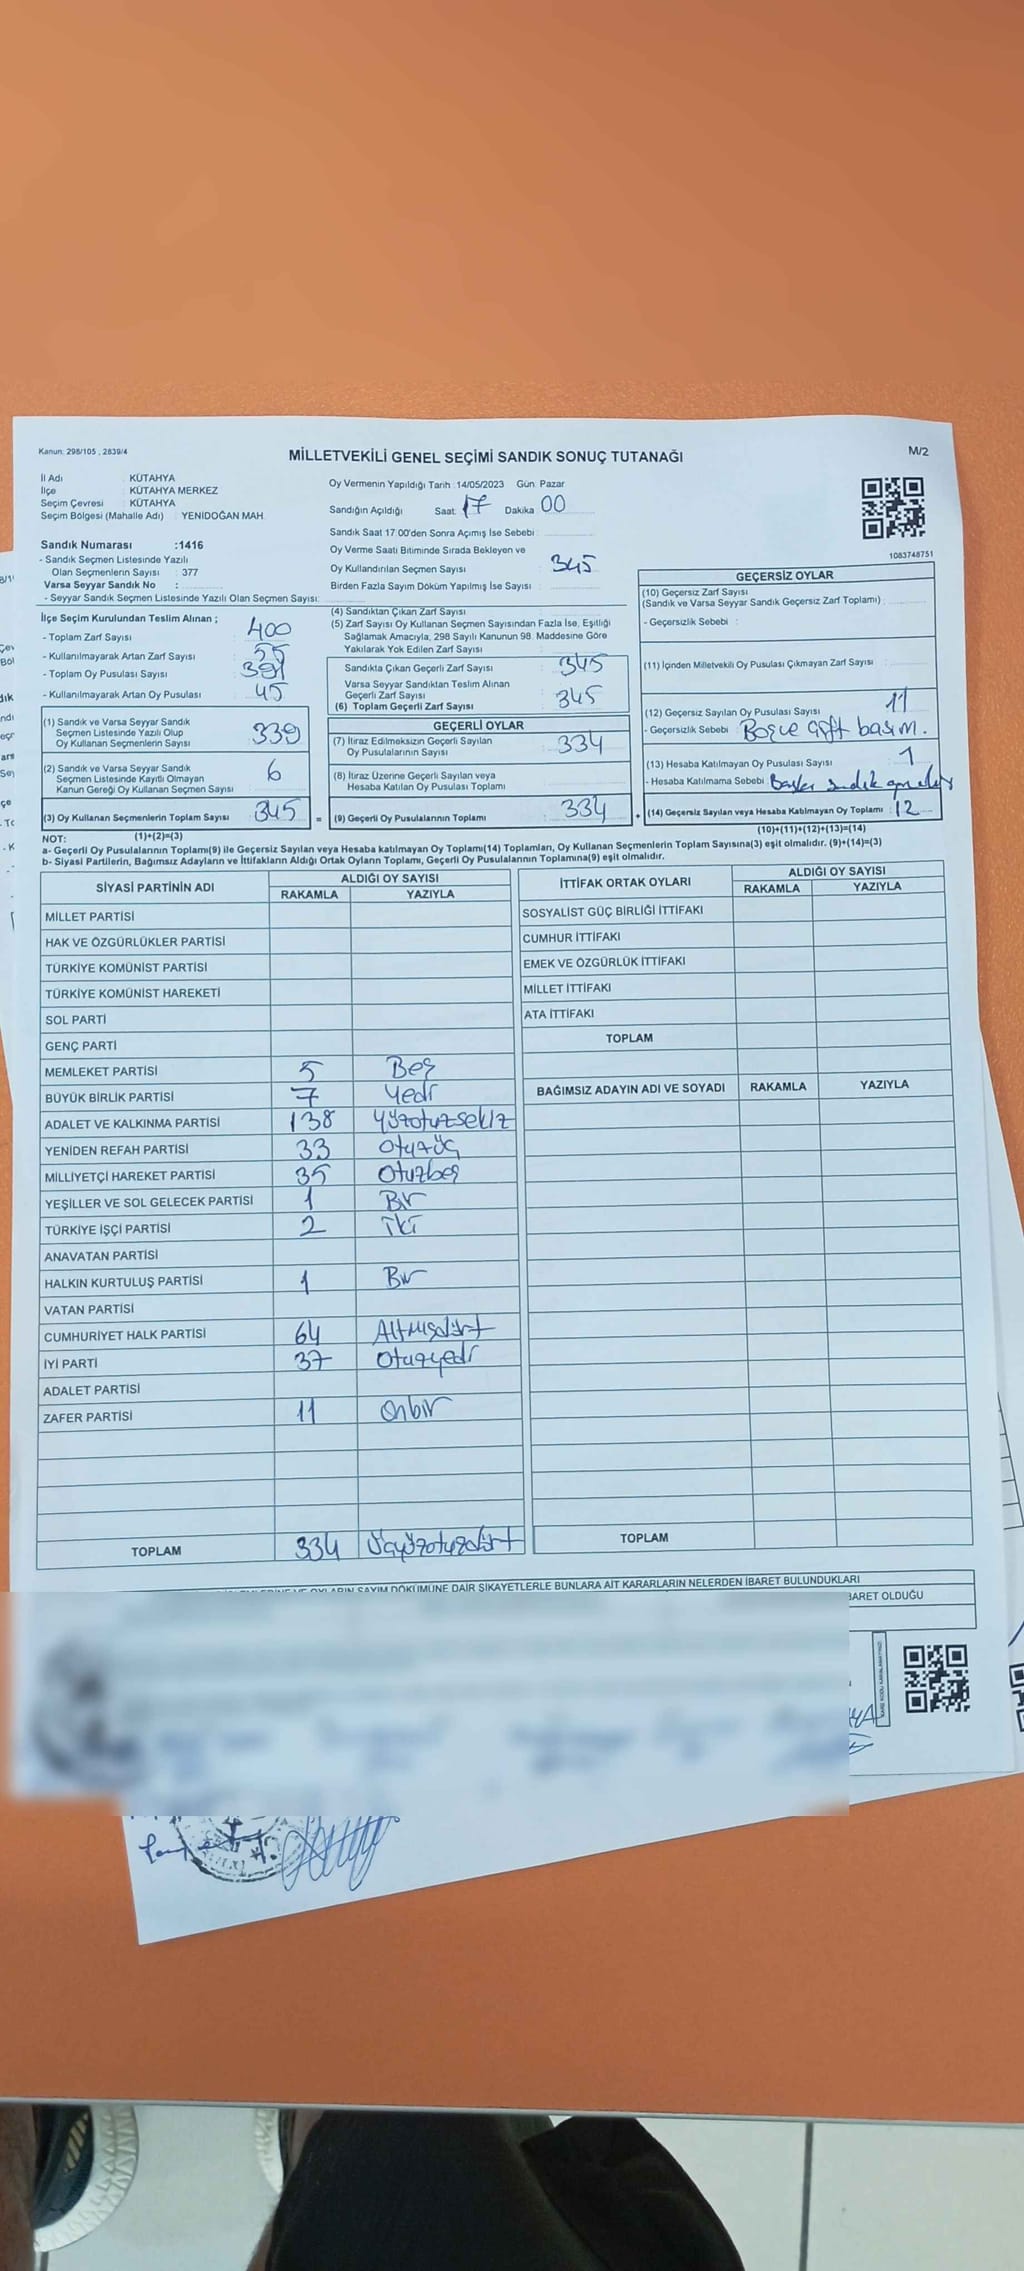 Kanun: 298/105 , 2839/4
MİLLETVEKİLİ GENEL SEÇİMİ SANDIK SONUÇ TUTANAĞI
M/2
İl Adı : KÜTAHYA
İlçe : KÜTAHYA MERKEZ
Seçim Çevresi : KÜTAHYA
Seçim Bölgesi (Mahalle Adı) : YENİDOĞAN MAH.
Sandık Numarası :1416
- Sandık Seçmen Listesinde Yazılı
Olan Seçmenlerin Sayısı : 377
Varsa Seyyar Sandık No :
- Seyyar Sandık Seçmen Listesinde Yazılı Olan Seçmen Sayısı:
Oy Vermenin Yapıldığı Tarih :14/05/2023 Gün Pazar
Sandığın Açıldığı Saat: 17 Dakika 00
Sandık Saat 17:00'den Sonra Açımış İse Sebebi :
Oy Verme Saati Bitiminde Sırada Bekleyen ve
Oy Kullandırılan Seçmen Sayısı : 345
Birden Fazla Sayım Döküm Yapılmış İse Sayısı :
1083748751
İlçe Seçim Kurulundan Teslim Alınan ;
- Toplam Zarf Sayısı : 400
- Kullanılmayarak Artan Zarf Sayısı : 55
- Toplam Oy Pusulası Sayısı :
- Kullanılmayarak Artan Oy Pusulası : 45
(1) Sandık ve Varsa Seyyar Sandık
Seçmen Listesinde Yazılı Olup
Oy Kullanan Seçmenlerin Sayısı : 339
(2) Sandık ve Varsa Seyyar Sandık
Seçmen Listesinde Kayıtlı Olmayan
Kanun Gereği Oy Kullanan Seçmen Sayısı : 6
(3) Oy Kullanan Seçmenlerin Toplam Sayısı : 345 =
(4) Sandıktan Çıkan Zarf Sayısı :
(5) Zarf Sayısı Oy Kullanan Seçmen Sayısından Fazla İse, Eşitliği
Sağlamak Amacıyla, 298 Sayılı Kanunun 98. Maddesine Göre
Yakılarak Yok Edilen Zarf Sayısı :
Sandıkta Çıkan Geçerli Zarf Sayısı : 345
Varsa Seyyar Sandıktan Teslim Alınan
Geçerli Zarf Sayısı :
(6) Toplam Geçerli Zarf Sayısı : 345
GEÇERLİ OYLAR
(7) İtiraz Edilmeksizin Geçerli Sayılan
Oy Pusulalarının Sayısı : 334
(8) İtiraz Üzerine Geçerli Sayılan veya
Hesaba Katılan Oy Pusulası Toplamı :
(9) Geçerli Oy Pusulalarının Toplamı : 334
GEÇERSİZ OYLAR
(10) Geçersiz Zarf Sayısı
(Sandık ve Varsa Seyyar Sandık Geçersiz Zarf Toplamı) :
- Geçersizlik Sebebi :
(11) İçinden Milletvekili Oy Pusulası Çıkmayan Zarf Sayısı :
(12) Geçersiz Sayılan Oy Pusulası Sayısı : 11
- Geçersizlik Sebebi : çift basım.
(13) Hesaba Katılmayan Oy Pusulası Sayısı : 1
- Hesaba Katılmama Sebebi : Başka sandık
(14) Geçersiz Sayılan veya Hesaba Katılmayan Oy Toplamı : 12
NOT: (1)+(2)=(3)
(10)+(11)+(12)+(13)=(14)
a- Geçerli Oy Pusulalarının Toplamı(9) ile Geçersiz Sayılan veya Hesaba katılmayan Oy Toplamı(14) Toplamları, Oy Kullanan Seçmenlerin Toplam Sayısına(3) eşit olmalıdır. (9)+(14)=(3)
b- Siyasi Partilerin, Bağımsız Adayların ve İttifakların Aldığı Ortak Oyların Toplamı, Geçerli Oy Pusulalarının Toplamına(9) eşit olmalıdır.
SİYASİ PARTİNİN ADI
ALDIĞI OY SAYISI
RAKAMLA YAZIYLA
MİLLET PARTİSİ
HAK VE ÖZGÜRLÜKLER PARTİSİ
TÜRKİYE KOMÜNİST PARTİSİ
TÜRKİYE KOMÜNİST HAREKETİ
SOL PARTİ
GENÇ PARTİ
MEMLEKET PARTİSİ 5 Beş
BÜYÜK BİRLİK PARTİSİ 7 Yedi
ADALET VE KALKINMA PARTİSİ 138 Yüzotuzsekiz
YENİDEN REFAH PARTİSİ 33 Otuzüç
MİLLİYETÇİ HAREKET PARTİSİ 35 Otuzbeş
YEŞİLLER VE SOL GELECEK PARTİSİ 1 Bir
TÜRKİYE İŞÇİ PARTİSİ 2 İki
ANAVATAN PARTİSİ
HALKIN KURTULUŞ PARTİSİ 1 Bir
VATAN PARTİSİ
CUMHURİYET HALK PARTİSİ 64 Altmışdört
İYİ PARTİ 37 Otuzyedi
ADALET PARTİSİ
ZAFER PARTİSİ 11 Onbir
TOPLAM 334 Üçyüzotuzdört
İTTİFAK ORTAK OYLARI
ALDIĞI OY SAYISI
RAKAMLA YAZIYLA
SOSYALİST GÜÇ BİRLİĞİ İTTİFAKI
CUMHUR İTTİFAKI
EMEK VE ÖZGÜRLÜK İTTİFAKI
MİLLET İTTİFAKI
ATA İTTİFAKI
TOPLAM
BAĞIMSIZ ADAYIN ADI VE SOYADI RAKAMLA YAZIYLA
TOPLAM
OYLARIN SAYIM DÖKÜMÜNE DAİR ŞİKAYETLERLE BUNLARA AİT KARARLARIN NELERDEN İBARET BULUNDUKLARI
BARET OLDUĞU